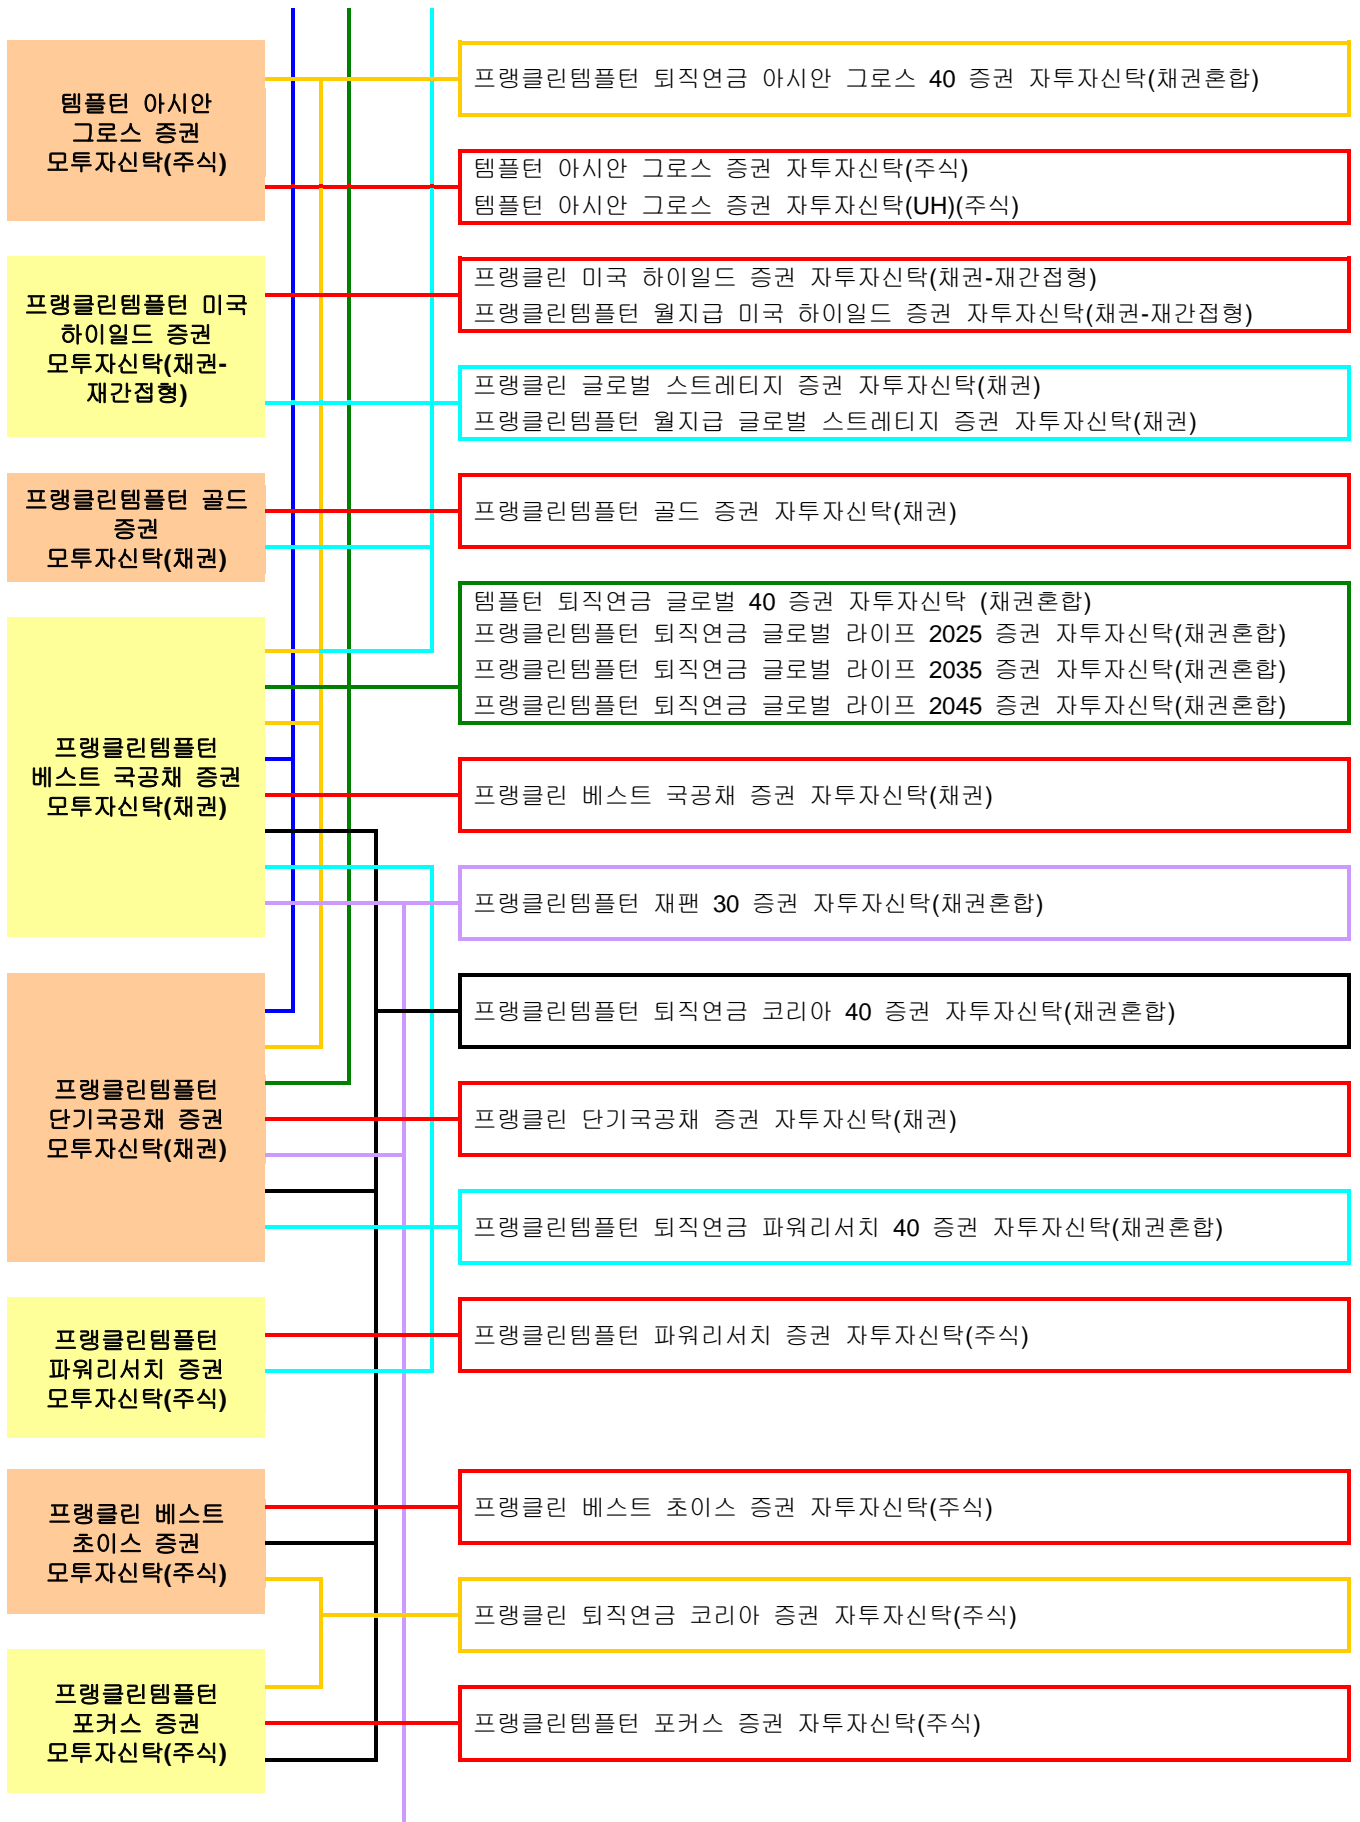 템플턴 아시안
그로스 증권
모투자신탁(주식)
프랭클린템플턴 퇴직연금 아시안 그로스 40 증권 자투자신탁(채권혼합)
템플턴 아시안 그로스 증권 자투자신탁(주식)
템플턴 아시안 그로스 증권 자투자신탁(UH)(주식)
프랭클린템플턴 미국
하이일드 증권
모투자신탁(채권-
재간접형)
프랭클린 미국 하이일드 증권 자투자신탁(채권-재간접형)
프랭클린템플턴 월지급 미국 하이일드 증권 자투자신탁(채권-재간접형)
프랭클린 글로벌 스트레티지 증권 자투자신탁(채권)
프랭클린템플턴 월지급 글로벌 스트레티지 증권 자투자신탁(채권)
프랭클린템플턴 골드
증권
모투자신탁(채권)
프랭클린템플턴 골드 증권 자투자신탁(채권)
템플턴 퇴직연금 글로벌 40 증권 자투자신탁 (채권혼합)
프랭클린템플턴 퇴직연금 글로벌 라이프 2025 증권 자투자신탁(채권혼합)
프랭클린템플턴 퇴직연금 글로벌 라이프 2035 증권 자투자신탁(채권혼합)
프랭클린템플턴 퇴직연금 글로벌 라이프 2045 증권 자투자신탁(채권혼합)
프랭클린템플턴
베스트 국공채 증권
모투자신탁(채권)
프랭클린 베스트 국공채 증권 자투자신탁(채권)
프랭클린템플턴 재팬 30 증권 자투자신탁(채권혼합)
프랭클린템플턴 퇴직연금 코리아 40 증권 자투자신탁(채권혼합)
프랭클린템플턴
단기국공채 증권
모투자신탁(채권)
프랭클린 단기국공채 증권 자투자신탁(채권)
프랭클린템플턴 퇴직연금 파워리서치 40 증권 자투자신탁(채권혼합)
프랭클린템플턴
파워리서치 증권
모투자신탁(주식)
프랭클린템플턴 파워리서치 증권 자투자신탁(주식)
프랭클린 베스트
초이스 증권
모투자신탁(주식)
프랭클린 베스트 초이스 증권 자투자신탁(주식)
프랭클린 퇴직연금 코리아 증권 자투자신탁(주식)
프랭클린템플턴
포커스 증권
모투자신탁(주식)
프랭클린템플턴 포커스 증권 자투자신탁(주식)